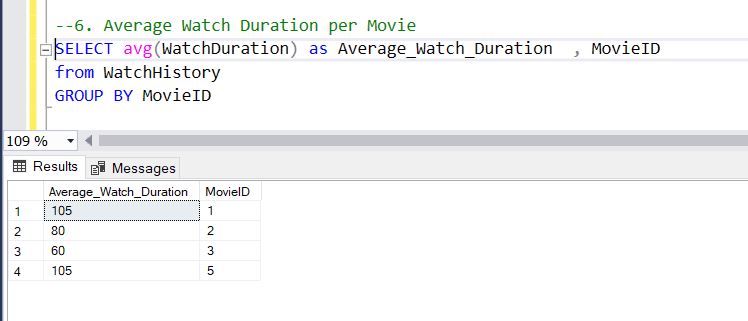 --6. Average Watch Duration per Movie
SELECT avg(WatchDuration) as Average_Watch_Duration , MovieID
from WatchHistory
GROUP BY MovieID
109 %
Results Messages
Average_Watch_Duration MovieID
1 105 1
2 80 2
3 60 3
4 105 5